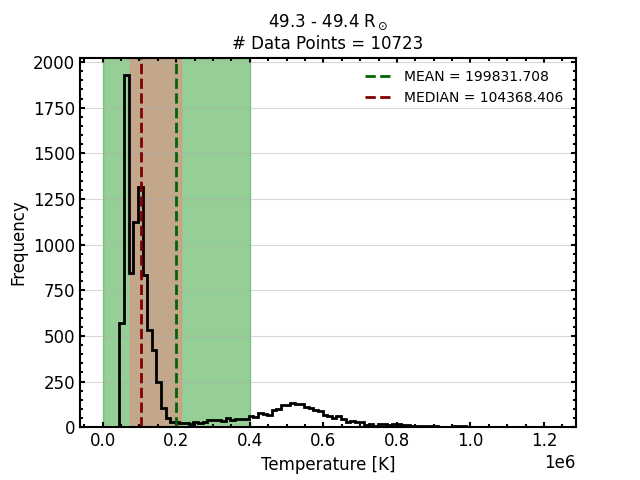 49.3 - 49.4 R⊙
# Data Points = 10723
MEAN = 199831.708
MEDIAN = 104368.406
Frequency
2000
1750
1500
1250
1000
750
500
250
0
0.0 0.2 0.4 0.6 0.8 1.0 1.2
1e6
Temperature [K]